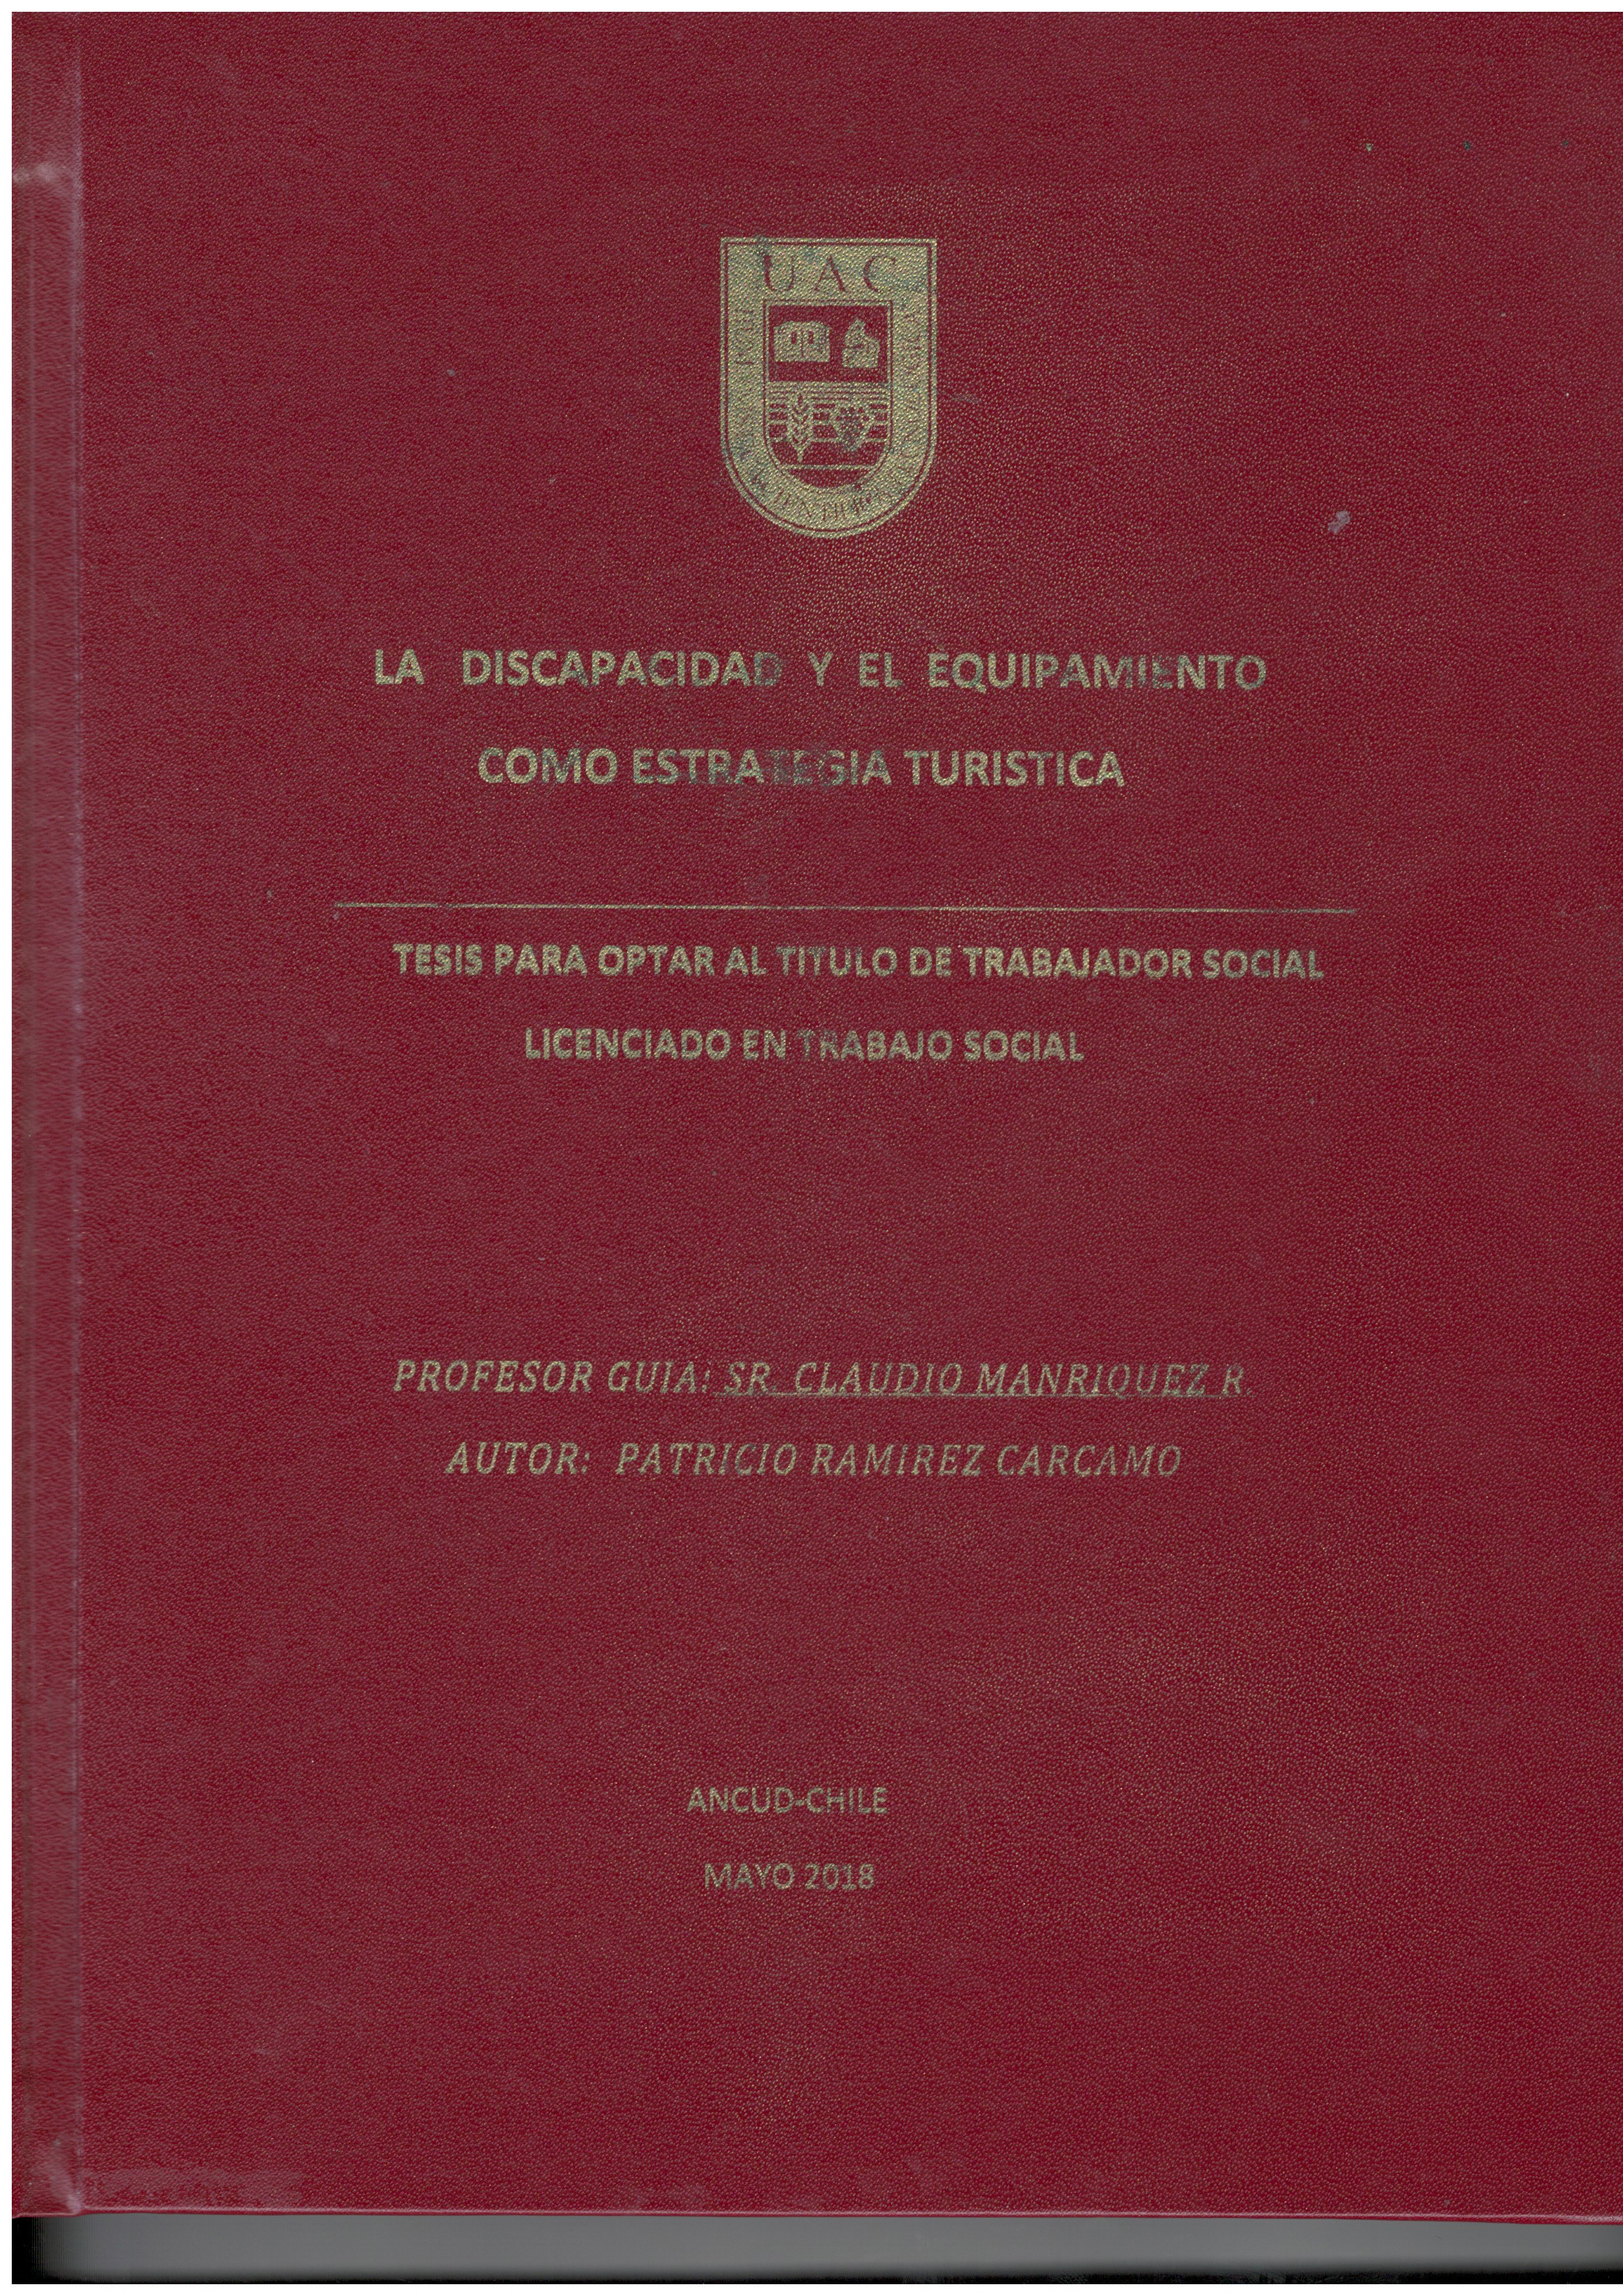 UAC
LA DISCAPACIDAD Y EL EQUIPAMIENTO
COMO ESTRATEGIA TURISTICA
TESIS PARA OPTAR AL TITULO DE TRABAJADOR SOCIAL
LICENCIADO EN TRABAJO SOCIAL
PROFESOR GUIA: SR. CLAUDIO MANRIQUEZ R.
AUTOR: PATRICIO RAMIREZ CARCAMO
ANCUD-CHILE
MAYO 2018